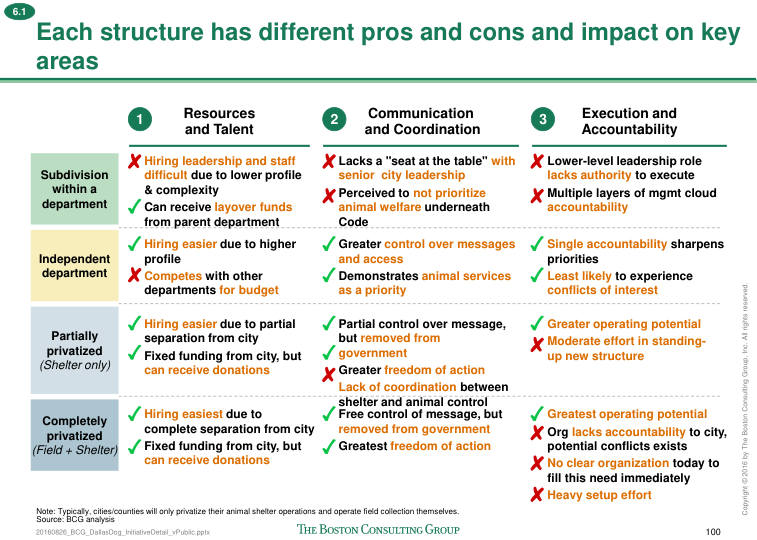 6.1
Each structure has different pros and cons and impact on key
areas
1
Resources
and Talent
2
Communication
and Coordination
3
Execution and
Accountability
Subdivision
within a
department
✘ Hiring leadership and staff
difficult due to lower profile
& complexity
✓ Can receive layover funds
from parent department
✘ Lacks a "seat at the table" with
senior city leadership
✘ Perceived to not prioritize
animal welfare underneath
Code
✘ Lower-level leadership role
lacks authority to execute
✘ Multiple layers of mgmt cloud
accountability
Independent
department
✓ Hiring easier due to higher
profile
✘ Competes with other
departments for budget
✓ Greater control over messages
and access
✓ Demonstrates animal services
as a priority
✓ Single accountability sharpens
priorities
✓ Least likely to experience
conflicts of interest
Partially
privatized
(Shelter only)
✓ Hiring easier due to partial
separation from city
✓ Fixed funding from city, but
can receive donations
✓ Partial control over message,
but removed from
✓ government
✘ Greater freedom of action
Lack of coordination between
shelter and animal control
✓ Greater operating potential
✘ Moderate effort in standing-
up new structure
Completely
privatized
(Field + Shelter)
✓ Hiring easiest due to
complete separation from city
✓ Fixed funding from city, but
can receive donations
✓ Free control of message, but
removed from government
✓ Greatest freedom of action
✓ Greatest operating potential
✘ Org lacks accountability to city,
potential conflicts exists
✘ No clear organization today to
fill this need immediately
✘ Heavy setup effort
Note: Typically, cities/counties will only privatize their animal shelter operations and operate field collection themselves.
Source: BCG analysis
20160826_BCG_DallasDog_InitiativeDetail_vPublic.pptx
THE BOSTON CONSULTING GROUP
100
Copyright © 2016 by The Boston Consulting Group, Inc. All rights reserved.